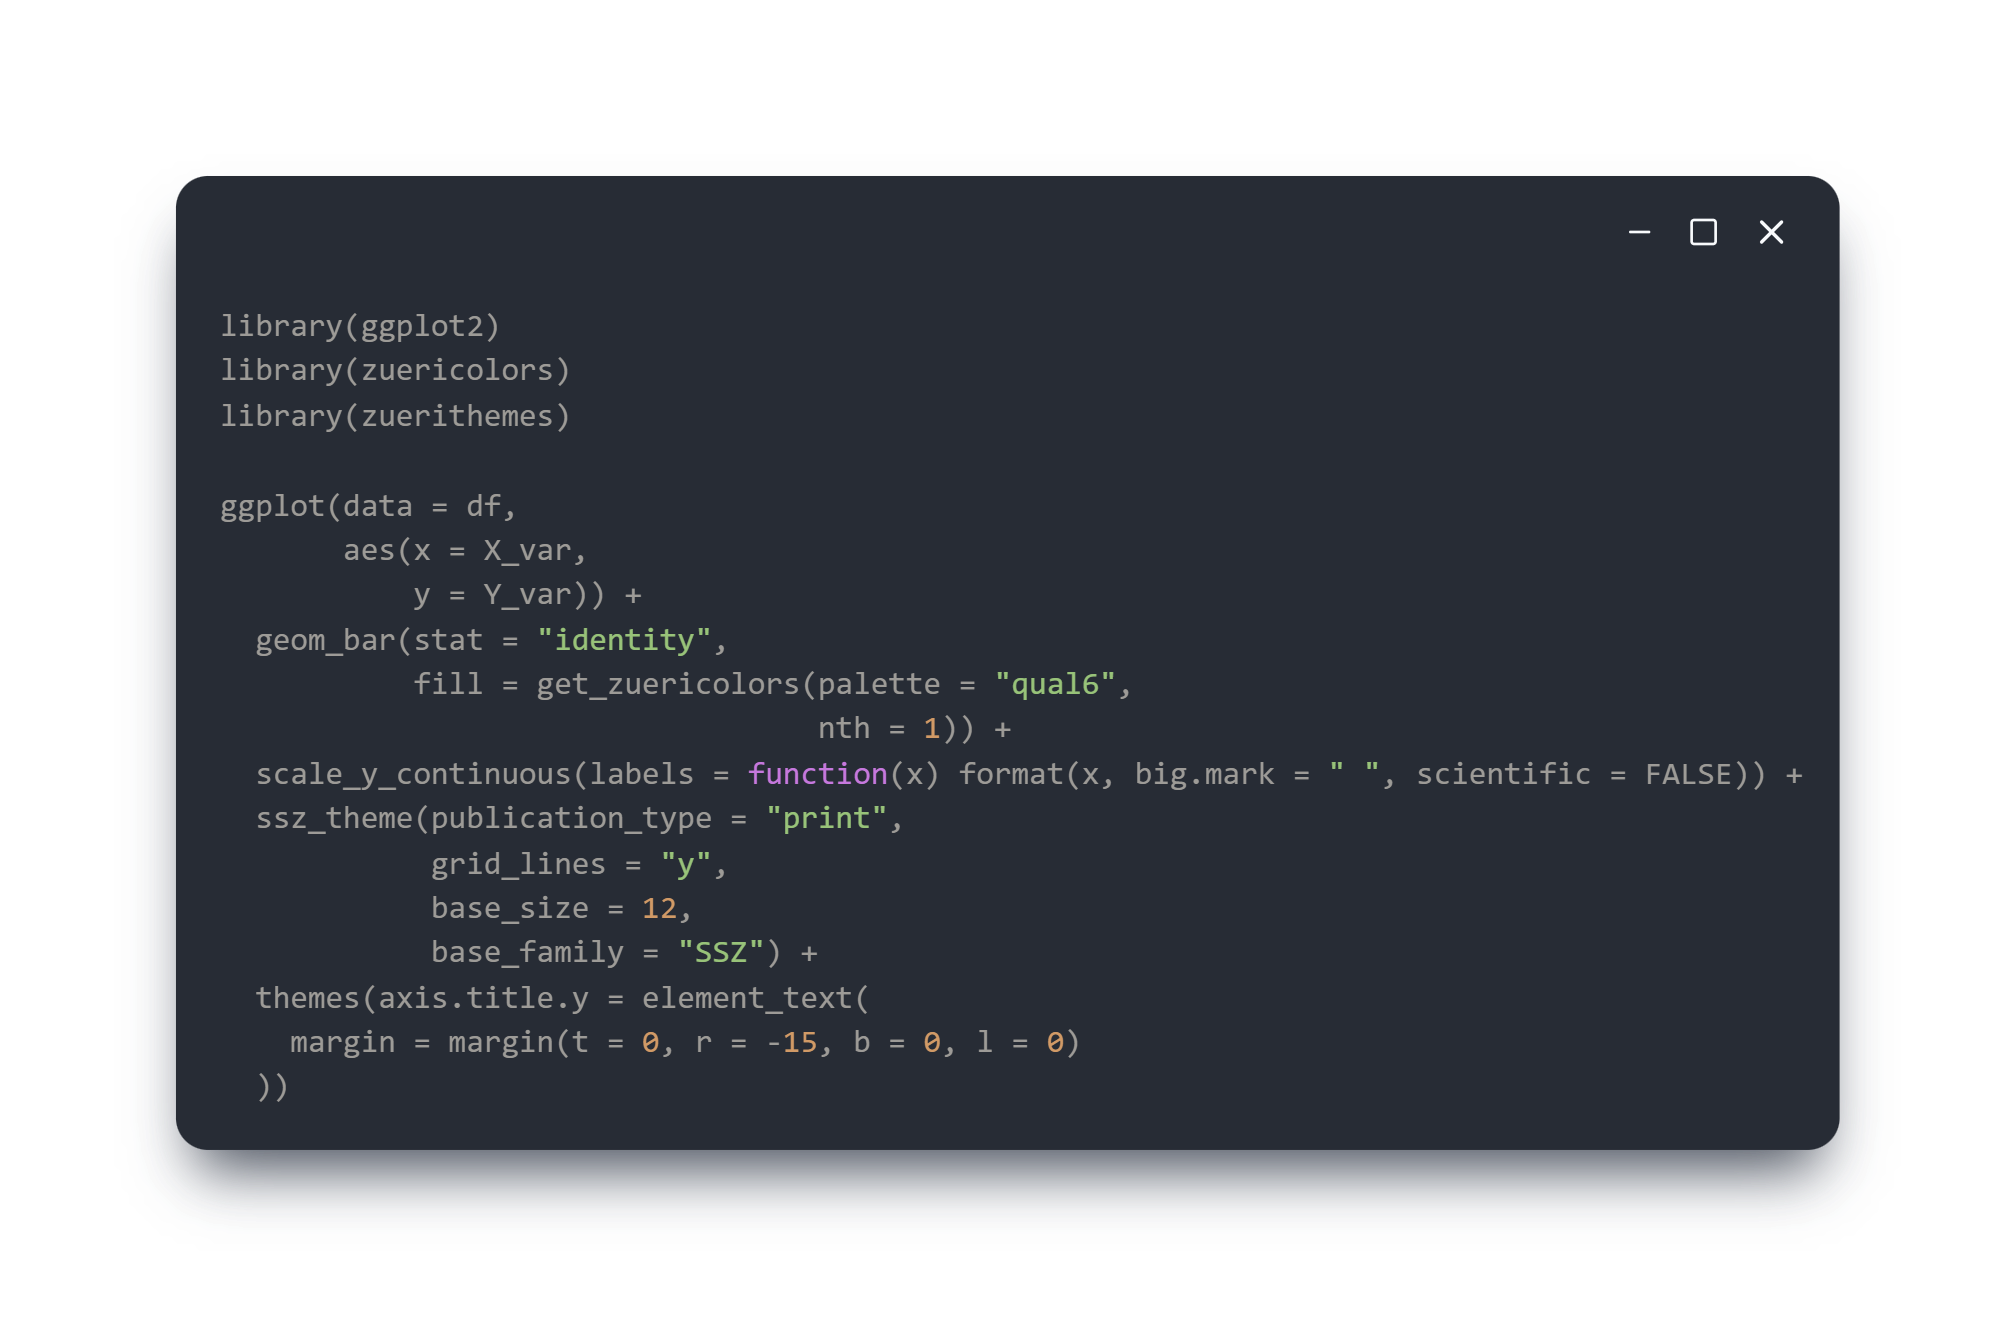 library(ggplot2)
library(zuericolors)
library(zuerithemes)

ggplot(data = df,
       aes(x = X_var,
           y = Y_var)) +
  geom_bar(stat = "identity",
           fill = get_zuericolors(palette = "qual6",
                                  nth = 1)) +
  scale_y_continuous(labels = function(x) format(x, big.mark = " ", scientific = FALSE)) +
  ssz_theme(publication_type = "print",
            grid_lines = "y",
            base_size = 12,
            base_family = "SSZ") +
  themes(axis.title.y = element_text(
    margin = margin(t = 0, r = -15, b = 0, l = 0)
  ))